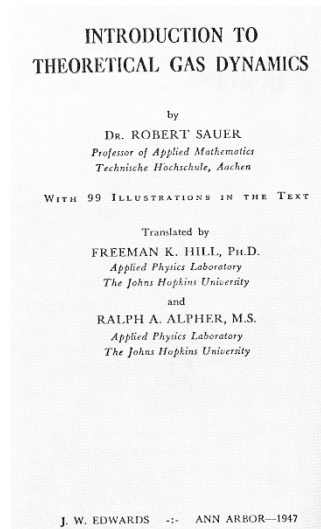 INTRODUCTION TO
THEORETICAL GAS DYNAMICS
by
DR. ROBERT SAUER
Professor of Applied Mathematics
Technische Hochschule, Aachen
WITH 99 ILLUSTRATIONS IN THE TEXT
Translated by
FREEMAN K. HILL, PH.D.
Applied Physics Laboratory
The Johns Hopkins University
and
RALPH A. ALPHER, M.S.
Applied Physics Laboratory
The Johns Hopkins University
J. W. EDWARDS -:- ANN ARBOR—1947